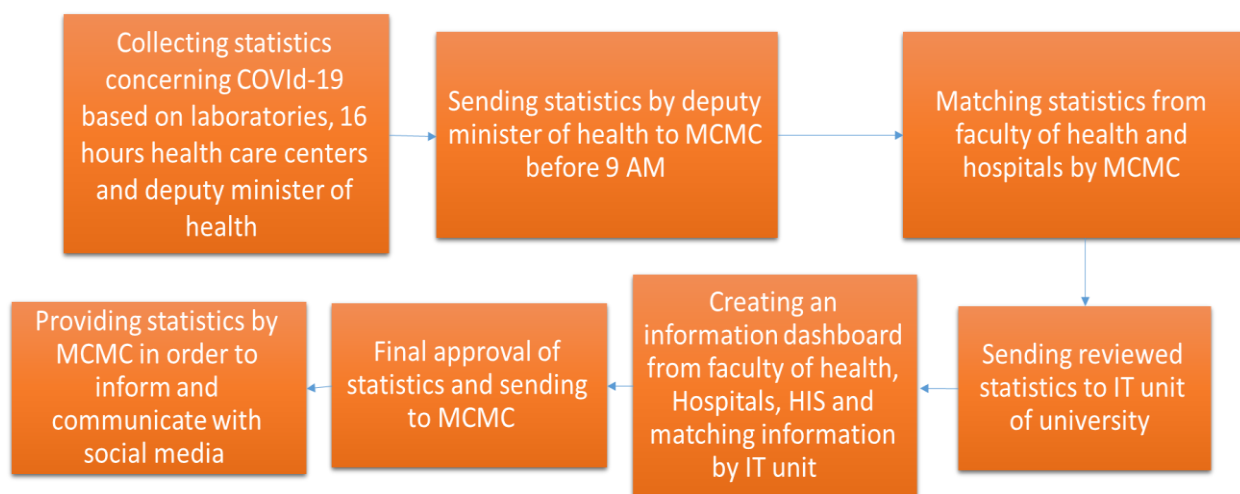 Collecting statistics
concerning COVId-19
based on laboratories, 16
hours health care centers
and deputy minister of
health
Sending statistics by deputy
minister of health to MCMC
before 9 AM
Matching statistics from
faculty of health and
hospitals by MCMC
Sending reviewed
statistics to IT unit
of university
Creating an
information dashboard
from faculty of health,
Hospitals, HIS and
matching information
by IT unit
Final approval of
statistics and sending
to MCMC
Providing statistics by
MCMC in order to
inform and
communicate with
social media